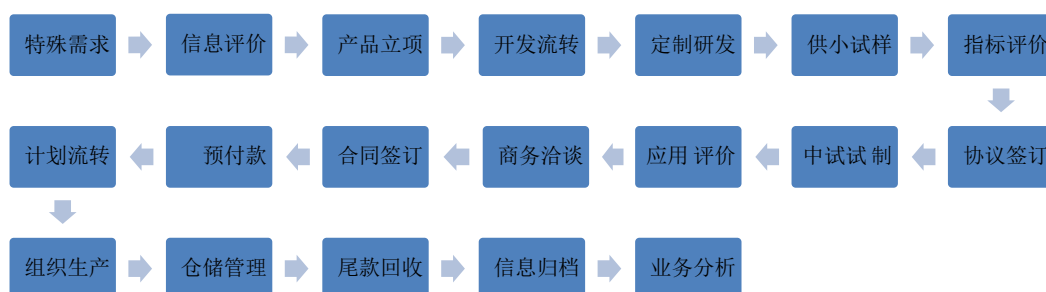 特殊需求 信息评价 产品立项 开发流转 定制研发 供小试样 指标评价
计划流转 预付款 合同签订 商务洽谈 应用 评价 中试试 制 协议签订
组织生产 仓储管理 尾款回收 信息归档 业务分析